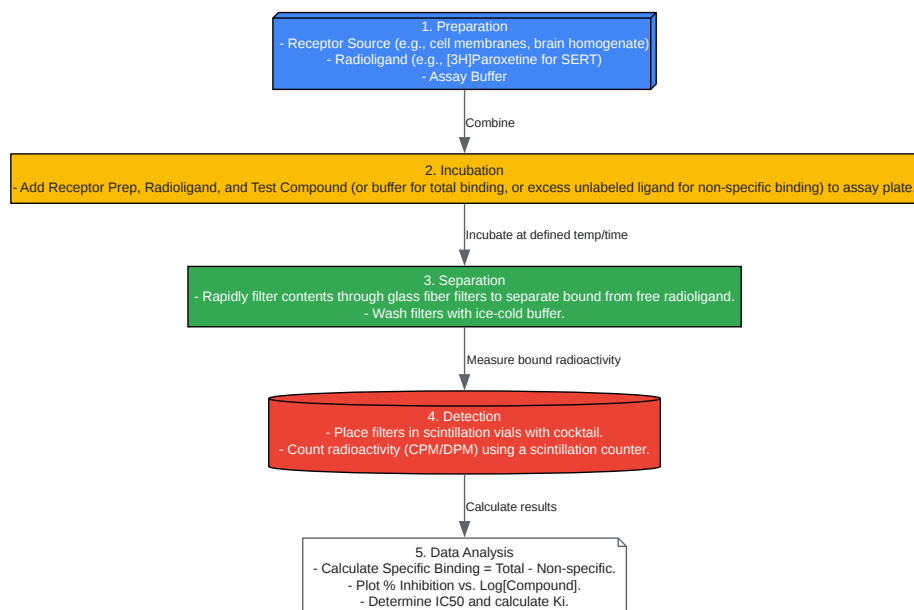 1. Preparation
- Receptor Source (e.g., cell membranes, brain homogenate)
- Radioligand (e.g., [3H]Paroxetine for SERT)
- Assay Buffer
Combine
2. Incubation
- Add Receptor Prep, Radioligand, and Test Compound (or buffer for total binding, or excess unlabeled ligand for non-specific binding) to assay plate.
Incubate at defined temp/time
3. Separation
- Rapidly filter contents through glass fiber filters to separate bound from free radioligand.
- Wash filters with ice-cold buffer.
Measure bound radioactivity
4. Detection
- Place filters in scintillation vials with cocktail.
- Count radioactivity (CPM/DPM) using a scintillation counter.
Calculate results
5. Data Analysis
- Calculate Specific Binding = Total - Non-specific.
- Plot % Inhibition vs. Log[Compound].
- Determine IC50 and calculate Ki.